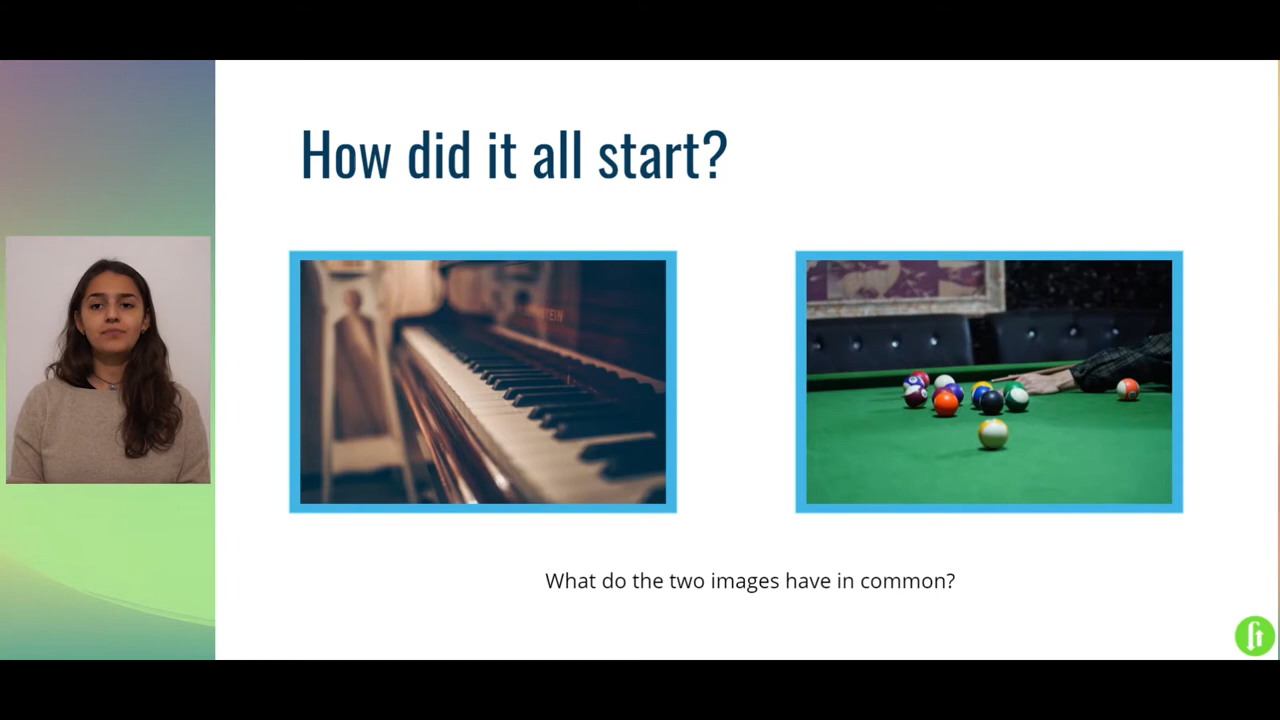 How did it all start?
What do the two images have in common?